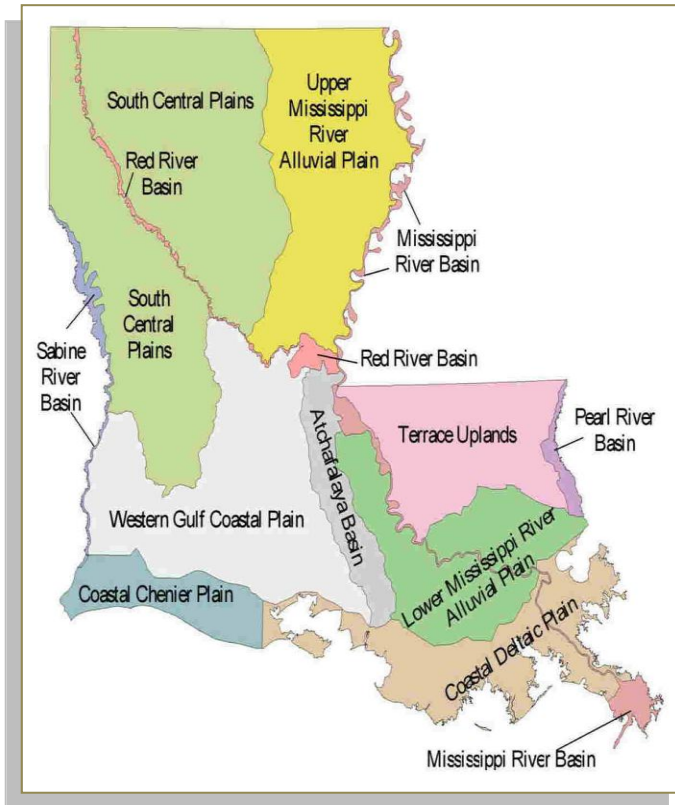 South Central Plains
Upper
Mississippi
River
Alluvial Plain
Red River
Basin
Mississippi
River Basin
South
Central
Plains
Sabine
River
Basin
Red River Basin
Atchafalaya Basin
Terrace Uplands
Pearl River
Basin
Western Gulf Coastal Plain
Lower Mississippi River
Alluvial Plain
Coastal Chenier Plain
Coastal Deltaic Plain
Mississippi River Basin